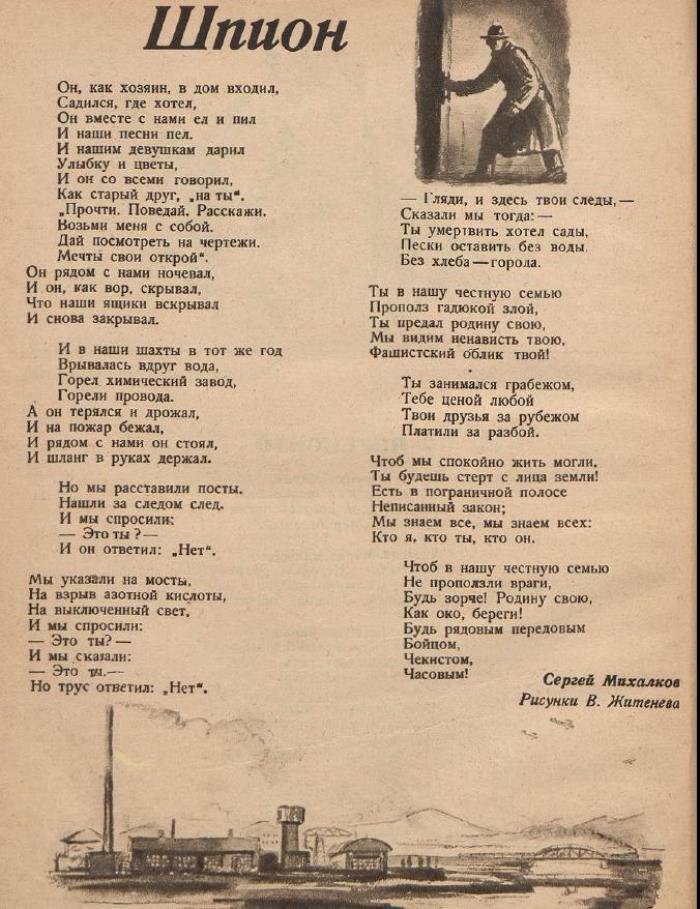 Шпион
Он, как хозяин, в дом входил,
Садился, где хотел,
Он вместе с нами ел и пил
И наши песни пел.
И нашим девушкам дарил
Улыбку и цветы,
И он со всеми говорил,
Как старый друг, „на ты“.
„Прочти. Поведай. Расскажи.
Возьми меня с собой.
Дай посмотреть на чертежи.
Мечты свои открой“.
Он рядом с нами ночевал,
И он, как вор, скрывал,
Что наши ящики вскрывал
И снова закрывал.
И в наши шахты в тот же год
Врывалась вдруг вода,
Горел химический завод,
Горели провода.
А он терялся и дрожал,
И на пожар бежал,
И рядом с нами он стоял,
И шланг в руках держал.
Но мы расставили посты.
Нашли за следом след.
И мы спросили:
— Это ты? —
И он ответил: „Нет“.
Мы указали на мосты,
На взрыв азотной кислоты,
На выключенный свет,
И мы спросили:
— Это ты? —
И мы сказали:
— Это ты.—
Но трус ответил: „Нет“.
— Гляди, и здесь твои следы,—
Сказали мы тогда: —
Ты умертвить хотел сады,
Пески оставить без воды.
Без хлеба — города.
Ты в нашу честную семью
Прополз гадюкой злой,
Ты предал родину свою,
Мы видим ненависть твою,
Фашистский облик твой!
Ты занимался грабежом,
Тебе ценой любой
Твои друзья за рубежом
Платили за разбой.
Чтоб мы спокойно жить могли,
Ты будешь стерт с лица земли!
Есть в пограничной полосе
Неписанный закон;
Мы знаем все, мы знаем всех:
Кто я, кто ты, кто он.
Чтоб в нашу честную семью
Не проползли враги,
Будь зорче! Родину свою,
Как око, береги!
Будь рядовым передовым
Бойцом,
Чекистом,
Часовым!
Сергей Михалков
Рисунки В. Житенева